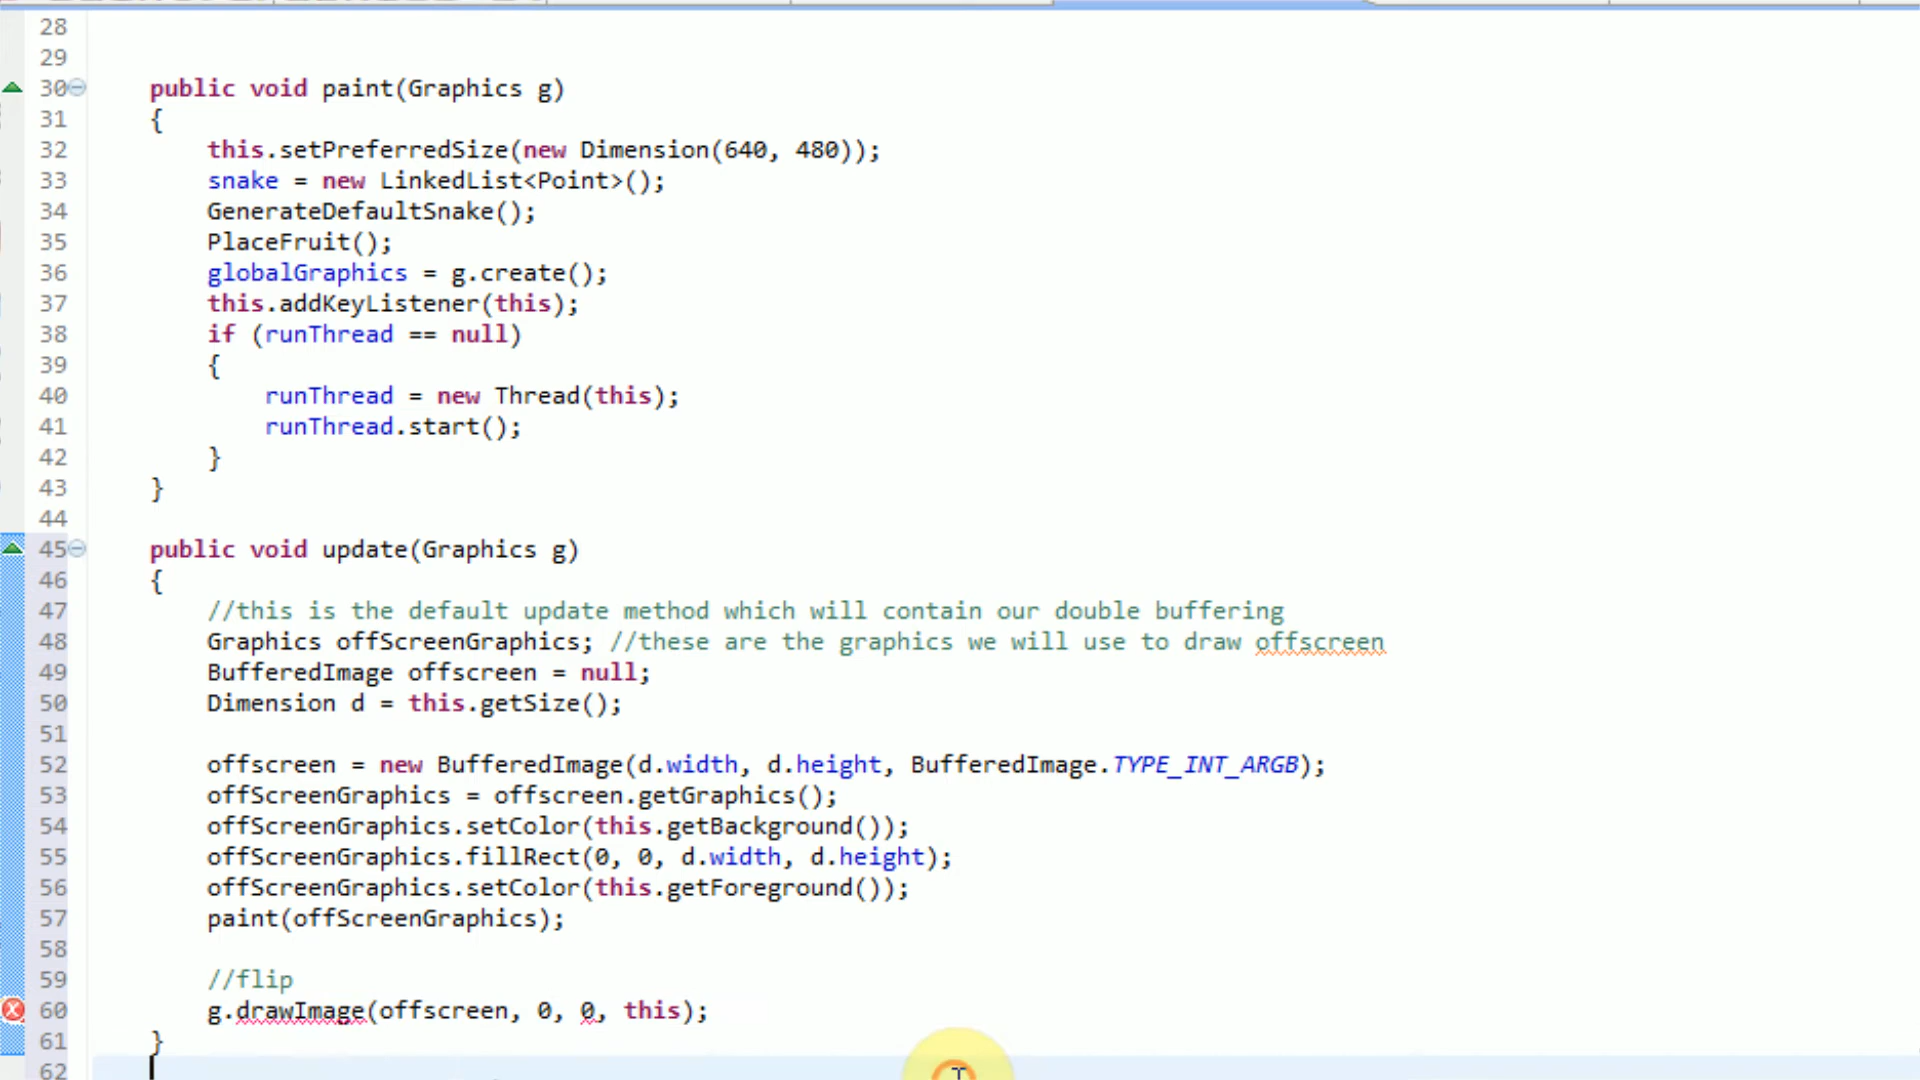 28
29
30 public void paint(Graphics g)
31 {
32 this.setPreferredSize(new Dimension(640, 480));
33 snake = new LinkedList<Point>();
34 GenerateDefaultSnake();
35 PlaceFruit();
36 globalGraphics = g.create();
37 this.addKeyListener(this);
38 if (runThread == null)
39 {
40 runThread = new Thread(this);
41 runThread.start();
42 }
43 }
44
45 public void update(Graphics g)
46 {
47 //this is the default update method which will contain our double buffering
48 Graphics offScreenGraphics; //these are the graphics we will use to draw offscreen
49 BufferedImage offscreen = null;
50 Dimension d = this.getSize();
51
52 offscreen = new BufferedImage(d.width, d.height, BufferedImage.TYPE_INT_ARGB);
53 offScreenGraphics = offscreen.getGraphics();
54 offScreenGraphics.setColor(this.getBackground());
55 offScreenGraphics.fillRect(0, 0, d.width, d.height);
56 offScreenGraphics.setColor(this.getForeground());
57 paint(offScreenGraphics);
58
59 //flip
60 g.drawImage(offscreen, 0, 0, this);
61 }
62